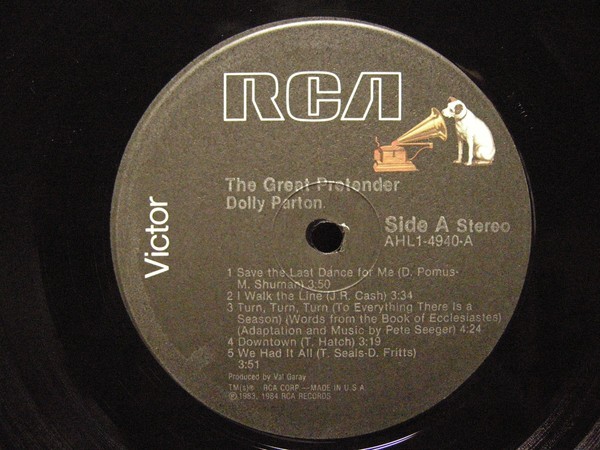 RCA
The Great Pretender
Dolly Parton
Victor
Side A Stereo
AHL1-4940-A
1 Save the Last Dance for Me (D. Pomus-
M. Shuman) 3:50
2 I Walk the Line (J.R. Cash) 3:34
3 Turn, Turn, Turn (To Everything There Is a
Season) (Words from the Book of Ecclesiastes)
(Adaptation and Music by Pete Seeger) 4:24
4 Downtown (T. Hatch) 3:19
5 We Had It All (T. Seals-D. Fritts)
3:51
Produced by Val Garay
TM(s)® RCA CORP.—MADE IN U.S.A.
℗1983, 1984 RCA RECORDS